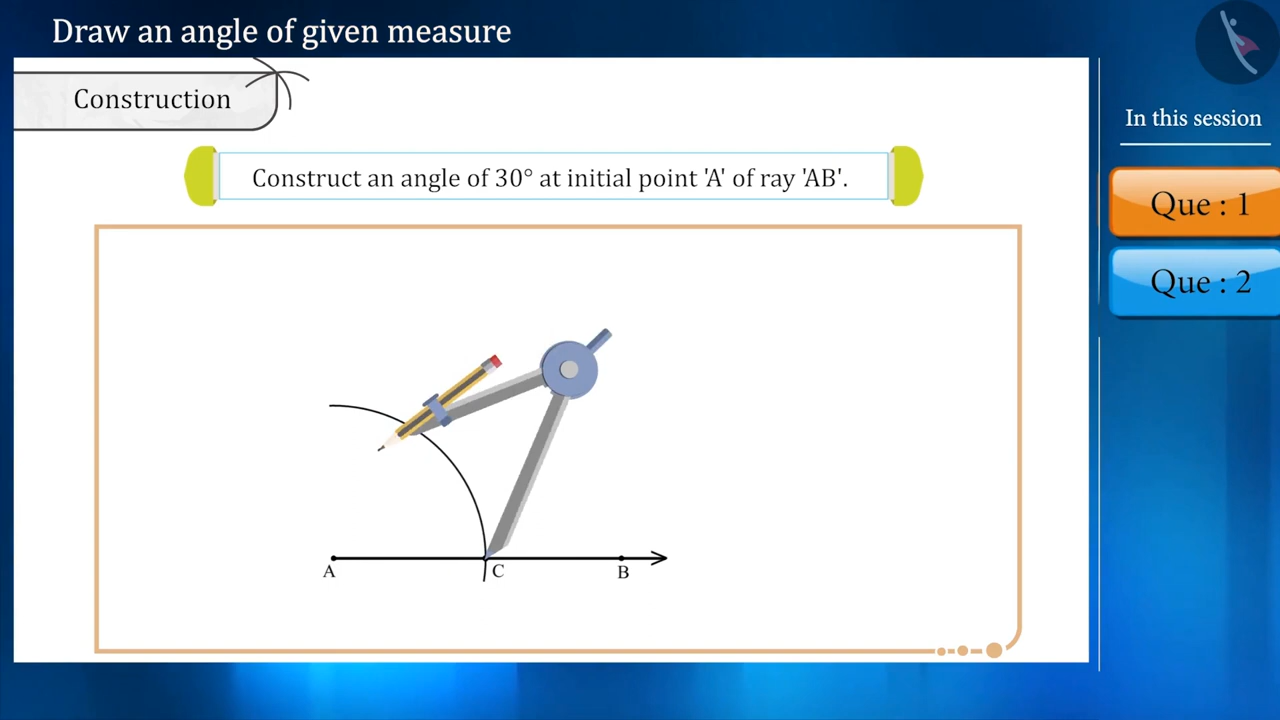 Draw an angle of given measure
Construction
In this session
Construct an angle of 30° at initial point 'A' of ray 'AB'.
Que : 1
Que : 2
A
C
B